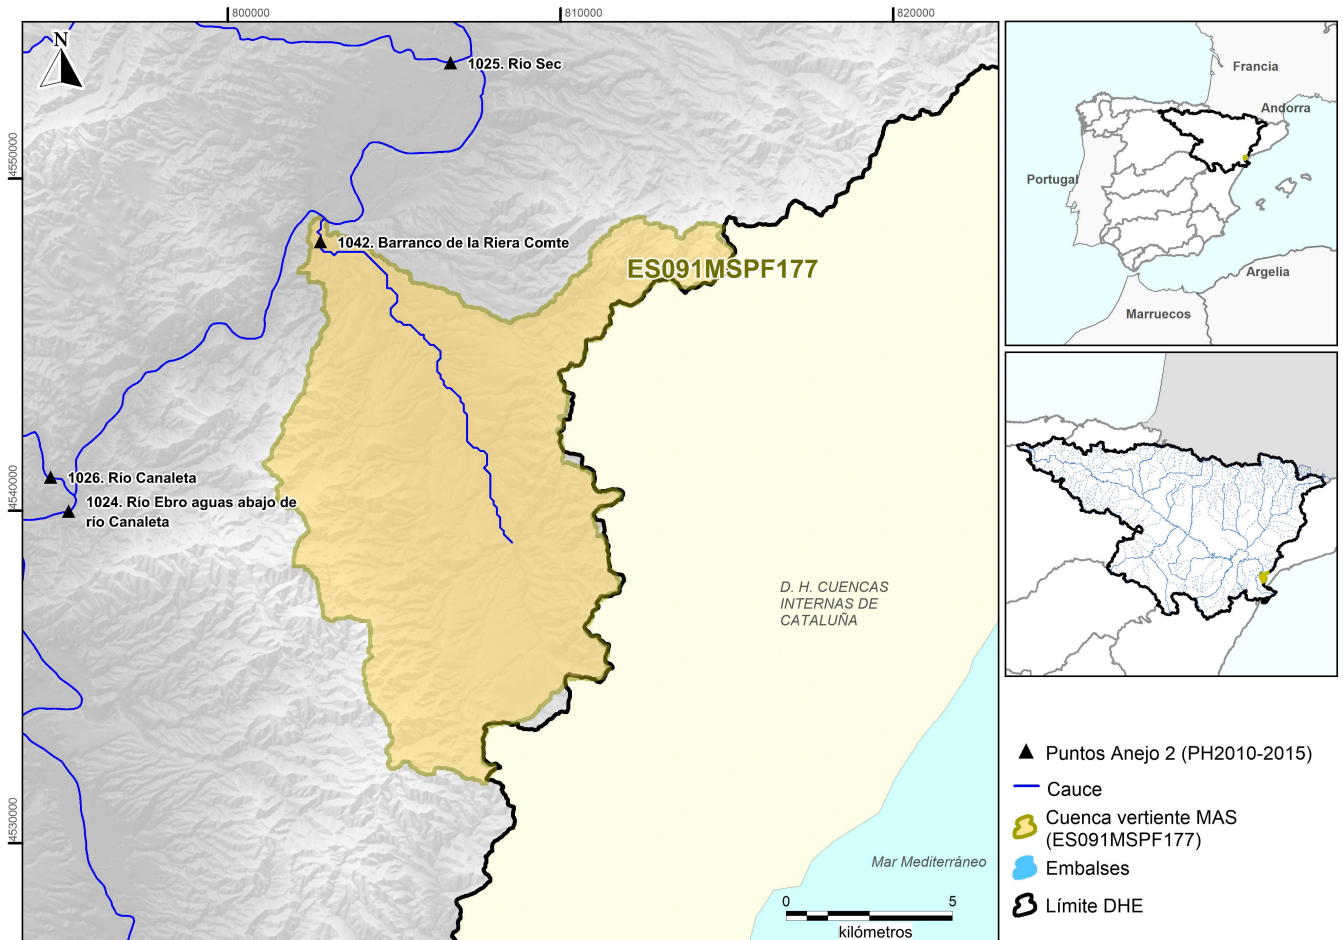 800000
810000
820000
N
4550000
4540000
4530000
1025. Río Sec
1042. Barranco de la Riera Comte
ES091MSPF177
1026. Río Canaleta
1024. Río Ebro aguas abajo de
río Canaleta
D. H. CUENCAS
INTERNAS DE
CATALUÑA
Mar Mediterráneo
0 5
kilómetros
Francia
Andorra
Portugal
Argelia
Marruecos
Puntos Anejo 2 (PH2010-2015)
Cauce
Cuenca vertiente MAS
(ES091MSPF177)
Embalses
Límite DHE